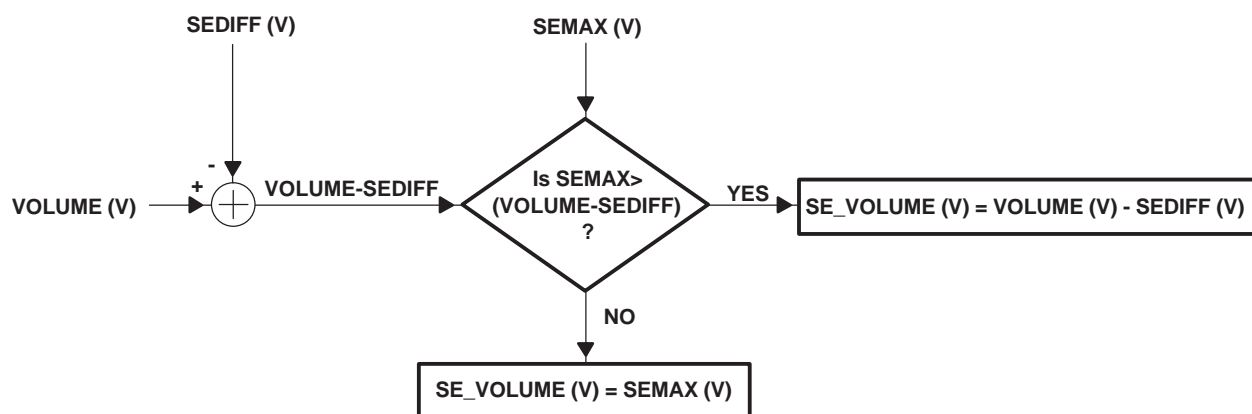 SEDIFF (V)
SEMAX (V)
-
+
VOLUME (V)
VOLUME-SEDIFF
Is SEMAX>
(VOLUME-SEDIFF)
?
YES
SE_VOLUME (V) = VOLUME (V) - SEDIFF (V)
NO
SE_VOLUME (V) = SEMAX (V)